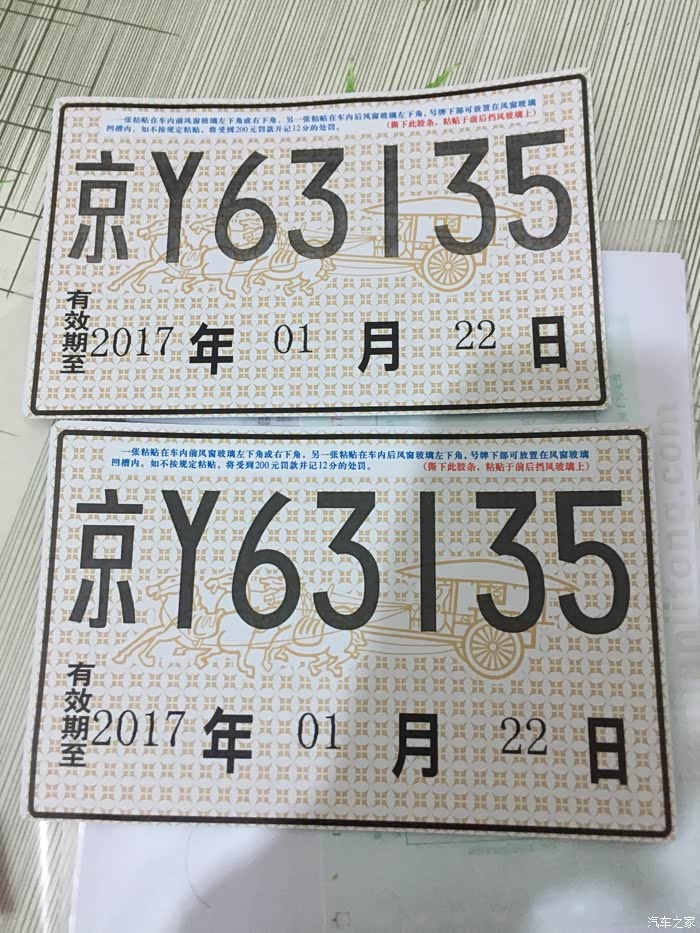 一张粘贴在车内前风窗玻璃左下角或右下角，另一张粘贴在车内后风窗玻璃左下角，号牌下部可放置在风窗玻璃
凹槽内。如不按规定粘贴，将受到200元罚款并记12分的处罚。（撕下此胶条，粘贴于前后挡风玻璃上）
京Y63135
有效期至2017年01月22日
一张粘贴在车内前风窗玻璃左下角或右下角，另一张粘贴在车内后风窗玻璃左下角，号牌下部可放置在风窗玻璃
凹槽内。如不按规定粘贴，将受到200元罚款并记12分的处罚。（撕下此胶条，粘贴于前后挡风玻璃上）
京Y63135
有效期至2017年01月22日
汽车之家